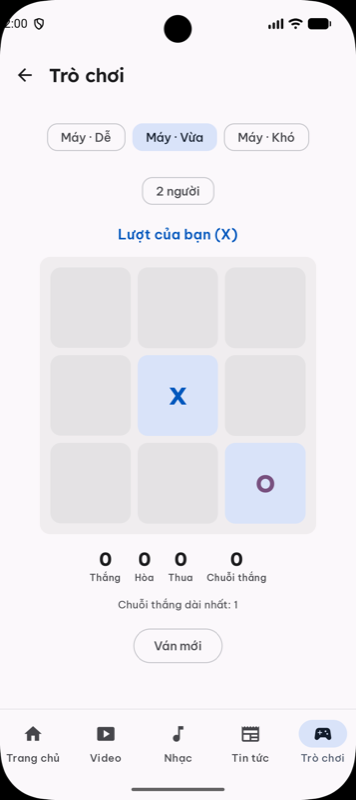 2:00
Trò chơi
Máy · Dễ
Máy · Vừa
Máy · Khó
2 người
Lượt của bạn (X)
X
O
0 0 0 0
Thắng Hòa Thua Chuỗi thắng
Chuỗi thắng dài nhất: 1
Ván mới
Trang chủ Video Nhạc Tin tức Trò chơi